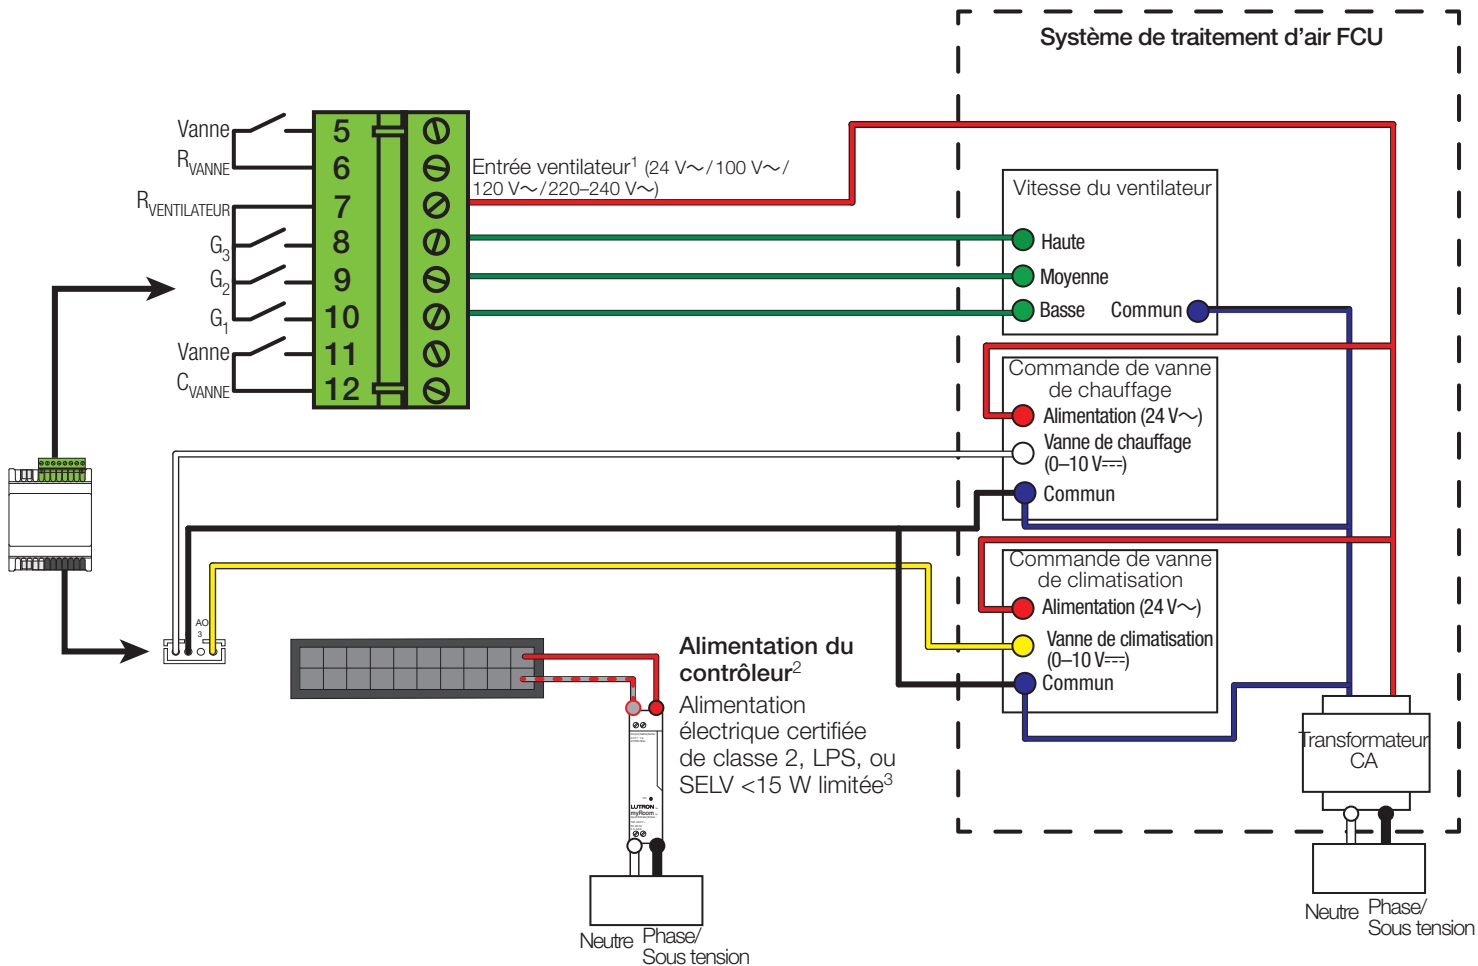 Système de traitement d'air FCU
Vanne
5
R VANNE
6
Entrée ventilateur1 (24 V~/100 V~/
120 V~/220–240 V~)
R VENTILATEUR
7
G3
8
G2
9
G1
10
Vanne
11
C VANNE
12
Vitesse du ventilateur
Haute
Moyenne
Basse
Commun
Commande de vanne
de chauffage
Alimentation (24 V~)
Vanne de chauffage
(0–10 V⎓)
Commun
Commande de vanne
de climatisation
Alimentation (24 V~)
Vanne de climatisation
(0–10 V⎓)
Commun
AO
3
Alimentation du
contrôleur2
Alimentation
électrique certifiée
de classe 2, LPS, ou
SELV <15 W limitée3
LUTRON
myRoom
Transformateur
CA
Neutre
Phase/
Sous tension
Neutre
Phase/
Sous tension